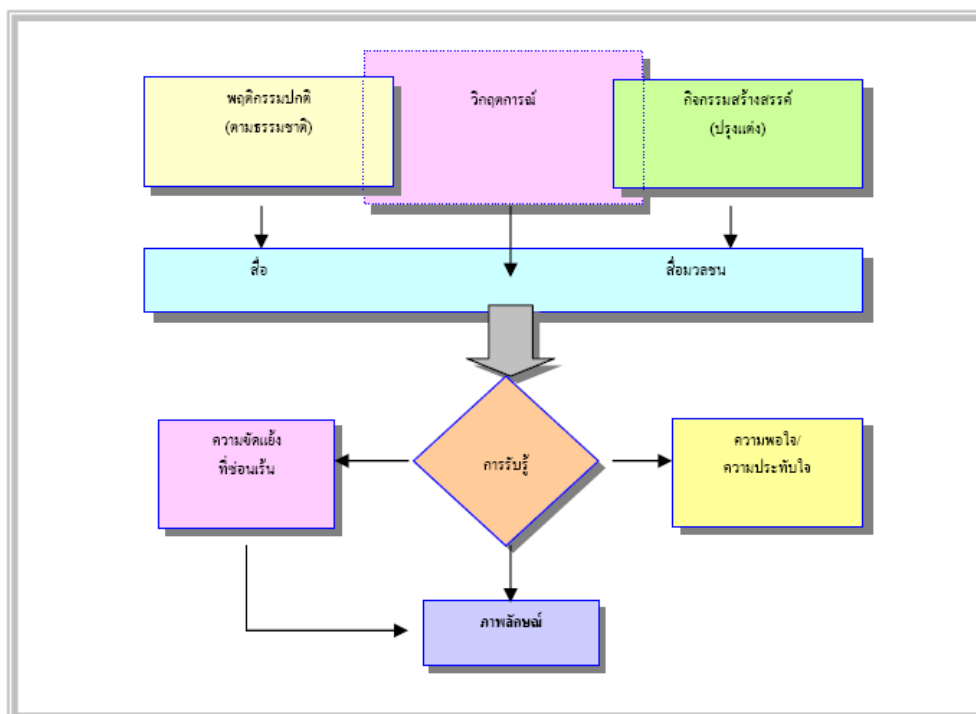 พฤติกรรมปกติ
(ตามธรรมชาติ)
วิกฤตการณ์
กิจกรรมสร้างสรรค์
(ปรุงแต่ง)
สื่อ
สื่อมวลชน
ความขัดแย้ง
ที่ซ่อนเร้น
การรับรู้
ความพอใจ/
ความประทับใจ
ภาพลักษณ์